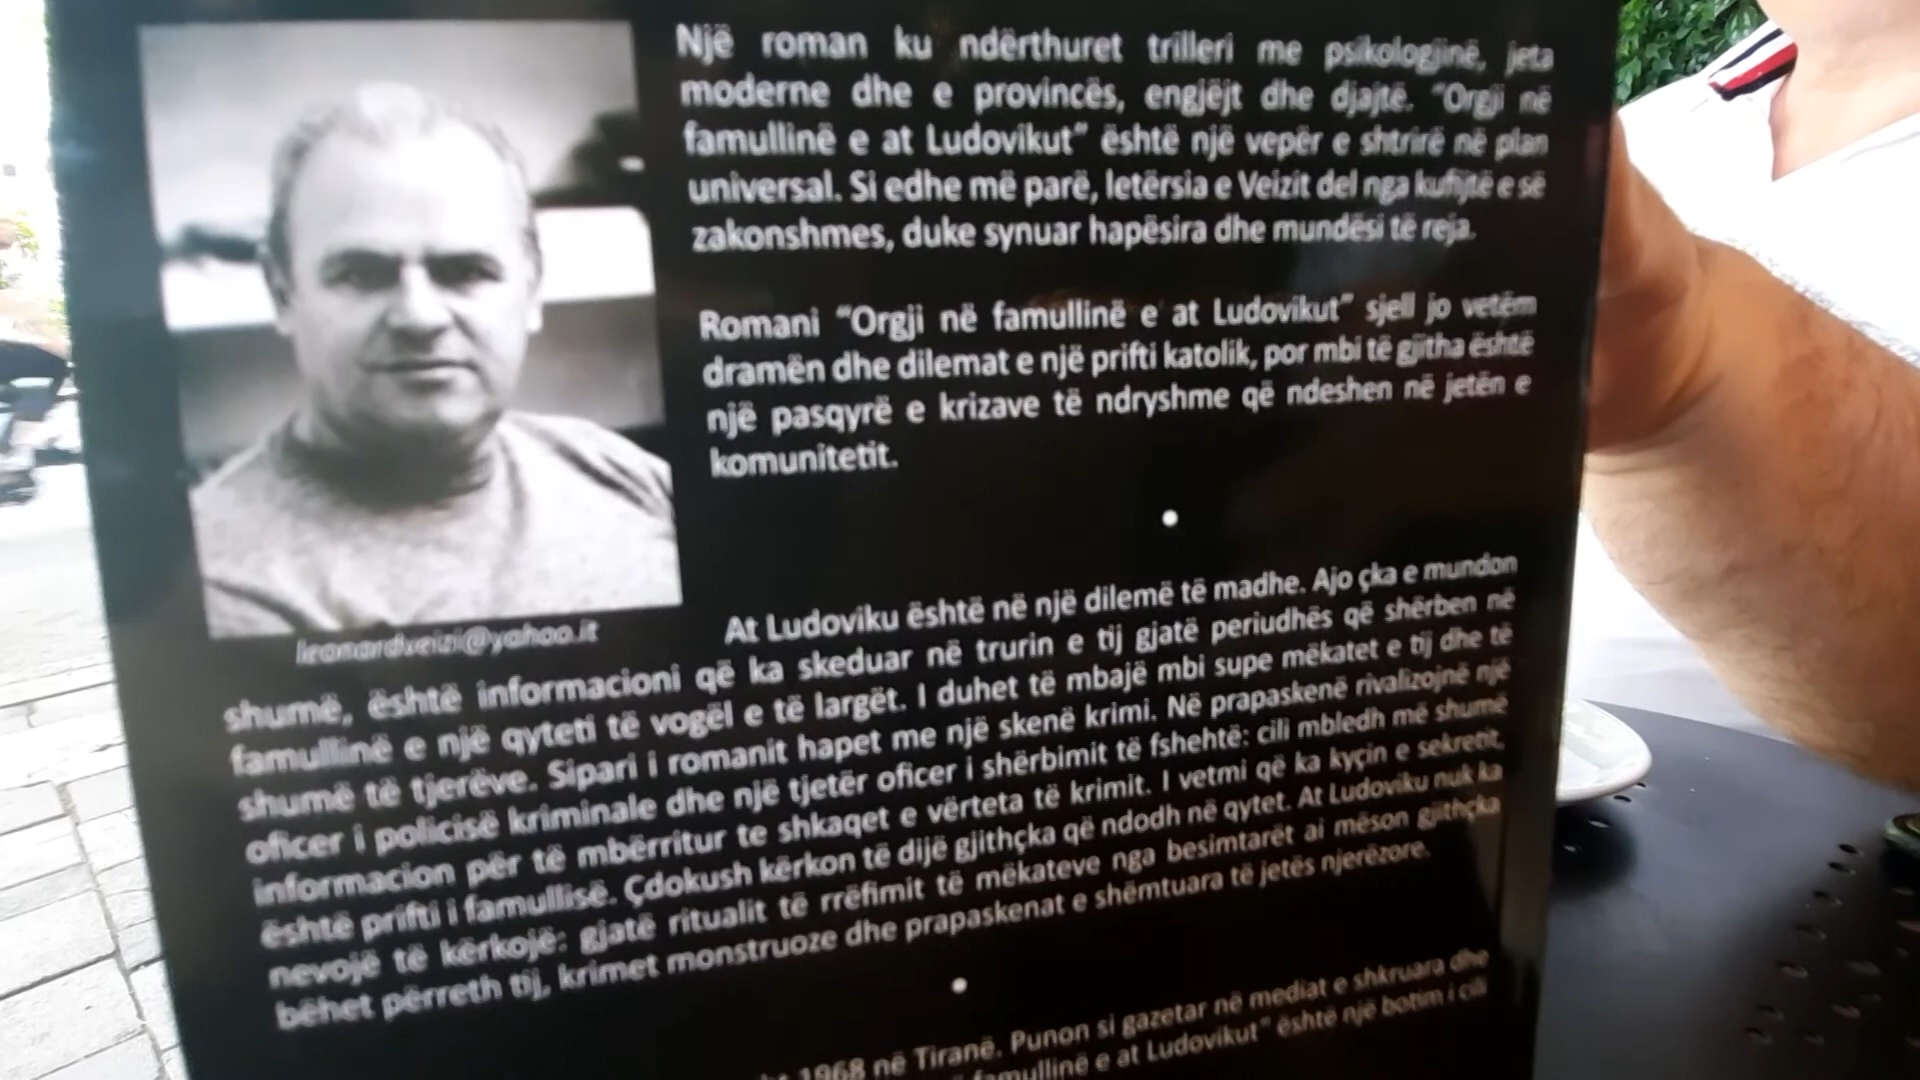 Një roman ku ndërthuret trilleri me psikologjinë, jeta
moderne dhe e provincës, engjëjt dhe djajtë. "Orgji në
famullinë e at Ludovikut" është një vepër e shtrirë në plan
universal. Si edhe më parë, letërsia e Veizit del nga kufijtë e së
zakonshmes, duke synuar hapësira dhe mundësi të reja.
Romani "Orgji në famullinë e at Ludovikut" sjell jo vetëm
dramën dhe dilemat e një prifti katolik, por mbi të gjitha është
një pasqyrë e krizave të ndryshme që ndeshen në jetën e
komunitetit.
leonardveizi@yahoo.it
At Ludoviku është në një dilemë të madhe. Ajo çka e mundon
shumë, është informacioni që ka skeduar në trurin e tij gjatë periudhës që shërben në
famullinë e një qyteti të vogël e të largët. I duhet të mbajë mbi supe mëkatet e tij dhe të
shumë të tjerëve. Sipari i romanit hapet me një skenë krimi. Në prapaskenë rivalizojnë një
oficer i policisë kriminale dhe një tjetër oficer i shërbimit të fshehtë: cili mbledh më shumë
informacion për të mbërritur te shkaqet e vërteta të krimit. I vetmi që ka kyçin e sekretit,
është prifti i famullisë. Çdokush kërkon të dijë gjithçka që ndodh në qytet. At Ludoviku nuk ka
nevojë të kërkojë: gjatë ritualit të rrëfimit të mëkateve nga besimtarët ai mëson gjithçka
bëhet përreth tij, krimet monstruoze dhe prapaskenat e shëmtuara të jetës njerëzore.
1968 në Tiranë. Punon si gazetar në mediat e shkruara dhe
famullinë e at Ludovikut" është një botim i cili